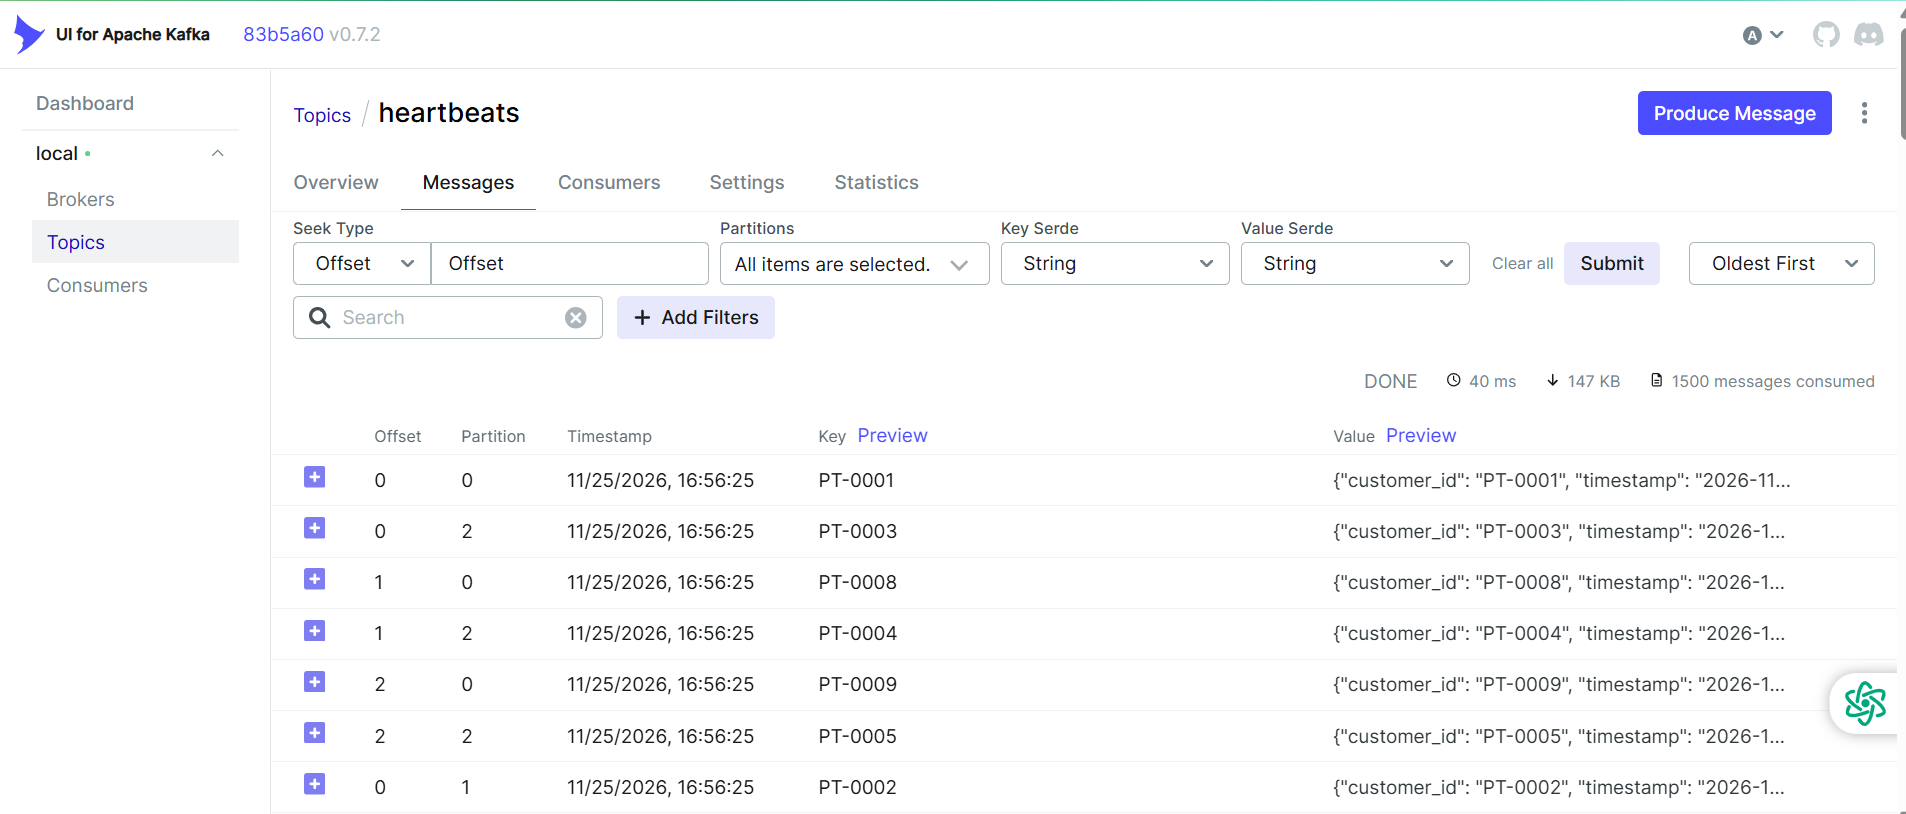 UI for Apache Kafka 83b5a60 v0.7.2 A
Dashboard
local
Brokers
Topics
Consumers
Topics / heartbeats Produce Message
Overview Messages Consumers Settings Statistics
Seek Type Partitions Key Serde Value Serde
Offset Offset All items are selected. String String Clear all Submit Oldest First
Search + Add Filters
DONE 40 ms 147 KB 1500 messages consumed
Offset Partition Timestamp Key Preview Value Preview
0 0 11/25/2026, 16:56:25 PT-0001 {"customer_id": "PT-0001", "timestamp": "2026-11...
0 2 11/25/2026, 16:56:25 PT-0003 {"customer_id": "PT-0003", "timestamp": "2026-1...
1 0 11/25/2026, 16:56:25 PT-0008 {"customer_id": "PT-0008", "timestamp": "2026-1...
1 2 11/25/2026, 16:56:25 PT-0004 {"customer_id": "PT-0004", "timestamp": "2026-1...
2 0 11/25/2026, 16:56:25 PT-0009 {"customer_id": "PT-0009", "timestamp": "2026-1...
2 2 11/25/2026, 16:56:25 PT-0005 {"customer_id": "PT-0005", "timestamp": "2026-1...
0 1 11/25/2026, 16:56:25 PT-0002 {"customer_id": "PT-0002", "timestamp": "2026-1...